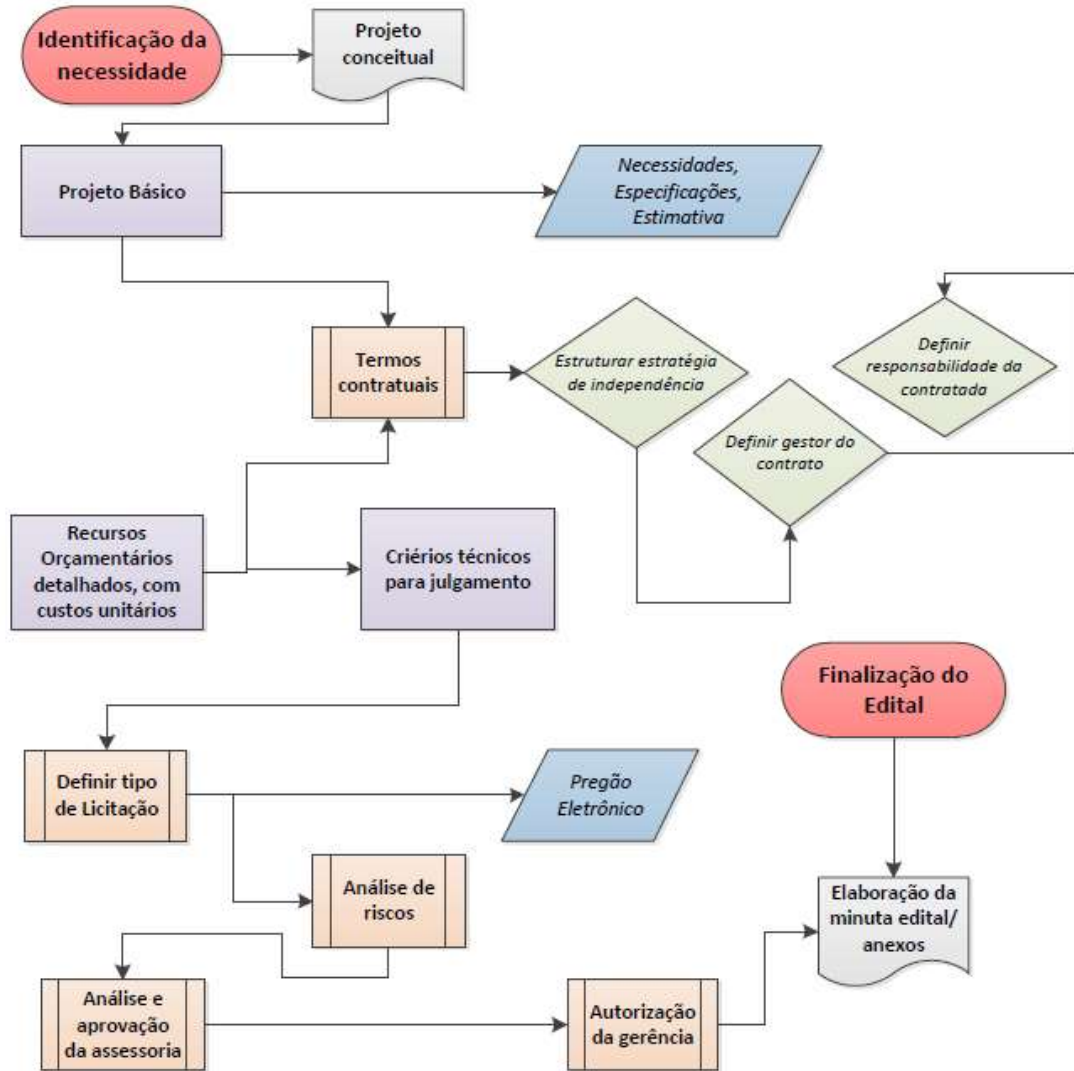 Identificação da
necessidade
Projeto
conceitual
Projeto Básico
Necessidades,
Especificações,
Estimativa
Termos
contratuais
Estruturar estratégia
de independência
Definir gestor do
contrato
Definir
responsabilidade da
contratada
Recursos
Orçamentários
detalhados, com
custos unitários
Criérios técnicos
para julgamento
Definir tipo
de Licitação
Pregão
Eletrônico
Análise de
riscos
Análise e
aprovação
da assessoria
Autorização
da gerência
Finalização do
Edital
Elaboração da
minuta edital/
anexos